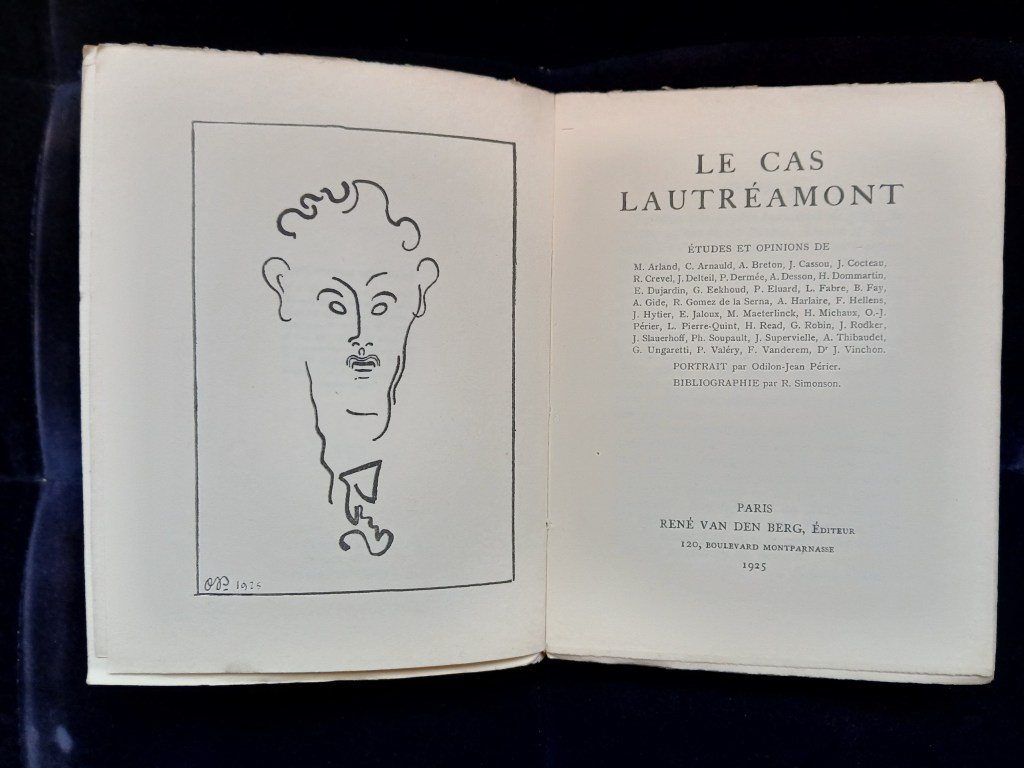 OP 1925
LE CAS
LAUTRÉAMONT
ÉTUDES ET OPINIONS DE
M. Arland, C. Arnauld, A. Breton, J. Cassou, J. Cocteau,
R. Crevel, J. Delteil, P. Dermée, A. Desson, H. Dommartin,
E. Dujardin, G. Eekhoud, P. Eluard, L. Fabre, B. Fay,
A. Gide, R. Gomez de la Serna, A. Harlaire, F. Hellens,
J. Hytier, E. Jaloux, M. Maeterlinck, H. Michaux, O.-J.
Périer, L. Pierre-Quint, H. Read, G. Robin, J. Rodker,
J. Slauerhoff, Ph. Soupault, J. Supervielle, A. Thibaudet,
G. Ungaretti, P. Valéry, F. Vanderem, Dʳ J. Vinchon.
PORTRAIT par Odilon-Jean Périer.
BIBLIOGRAPHIE par R. Simonson.
PARIS
RENÉ VAN DEN BERG, Éditeur
120, BOULEVARD MONTPARNASSE
1925